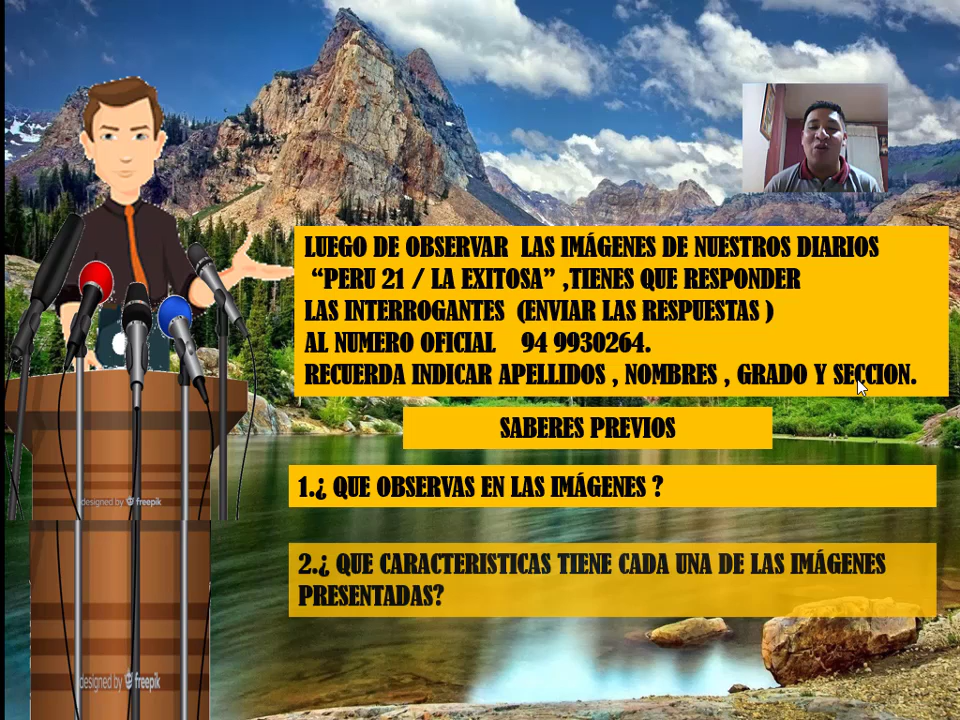 LUEGO DE OBSERVAR LAS IMÁGENES DE NUESTROS DIARIOS
"PERU 21 / LA EXITOSA" ,TIENES QUE RESPONDER
LAS INTERROGANTES (ENVIAR LAS RESPUESTAS )
AL NUMERO OFICIAL 94 9930264.
RECUERDA INDICAR APELLIDOS , NOMBRES , GRADO Y SECCION.
SABERES PREVIOS
1.¿ QUE OBSERVAS EN LAS IMÁGENES ?
2.¿ QUE CARACTERISTICAS TIENE CADA UNA DE LAS IMÁGENES
PRESENTADAS?
designed by freepik
designed by freepik